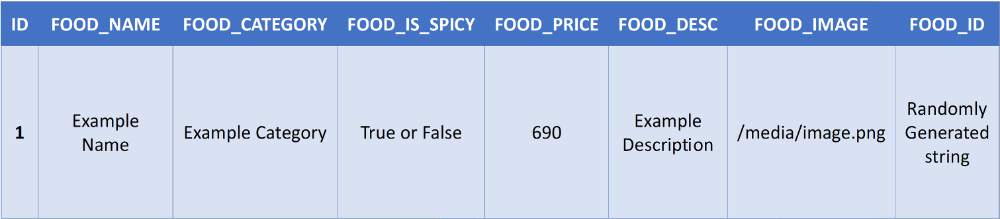 ID FOOD_NAME FOOD_CATEGORY FOOD_IS_SPICY FOOD_PRICE FOOD_DESC FOOD_IMAGE FOOD_ID
1
Example
Name
Example Category
True or False
690
Example
Description
/media/image.png
Randomly
Generated
string